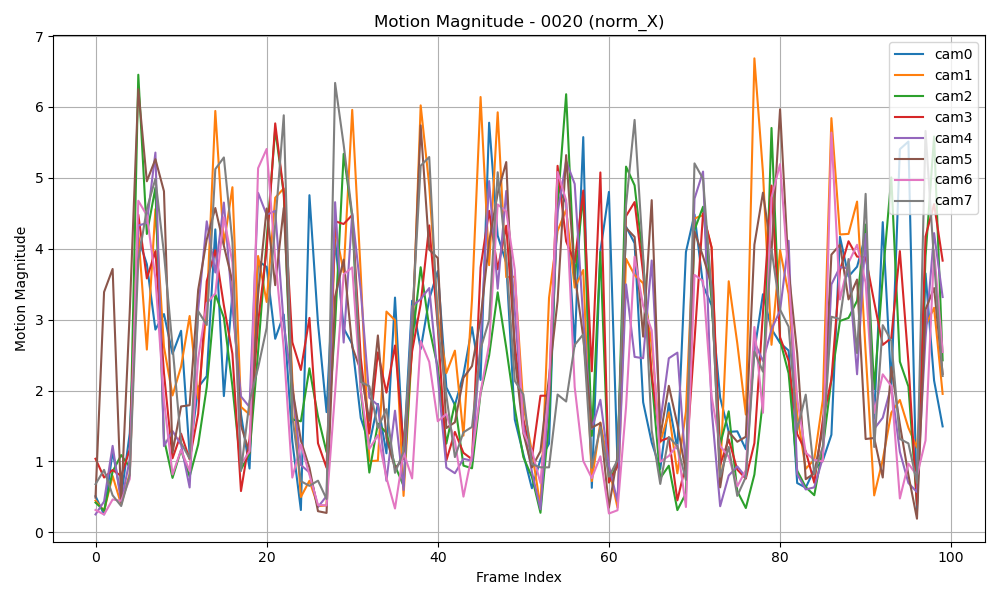 Motion Magnitude - 0020 (norm_X)
7
6
5
4
3
2
1
0
Motion Magnitude
0
20
40
60
80
100
Frame Index
cam0
cam1
cam2
cam3
cam4
cam5
cam6
cam7